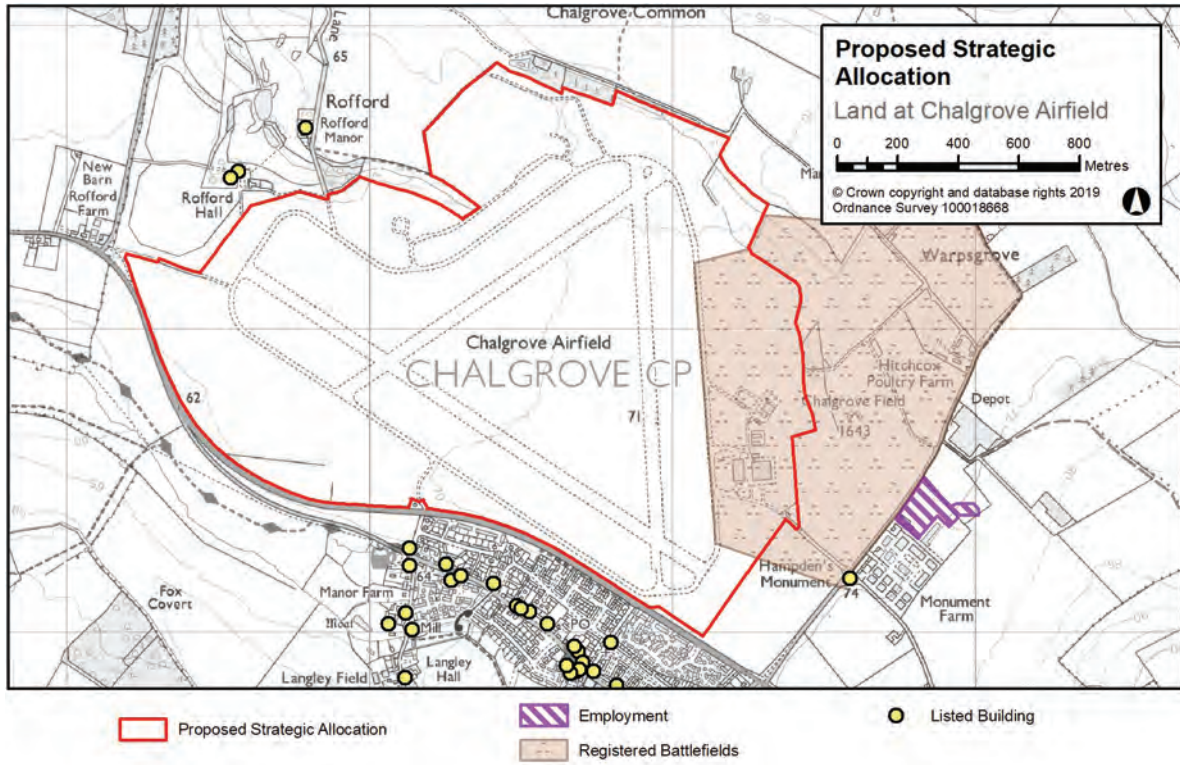 Chalgrove Common
Proposed Strategic
Allocation
Land at Chalgrove Airfield
0 200 400 600 800
Metres
© Crown copyright and database rights 2019
Ordnance Survey 100018668
Lane
65
Rofford
Rofford
Manor
New
Barn
Rofford
Farm
Rofford
Hall
Warpsgrove
Chalgrove Airfield
CHALGROVE CP
62
71
Hitchcox
Poultry Farm
Chalgrove Field
1643
Depot
70
Hampden's
Monument
74
Monument
Farm
Manor Farm
64
Fox
Covert
Moat
Mill
PO
Langley
Hall
Langley Field
Proposed Strategic Allocation
Employment
Registered Battlefields
Listed Building